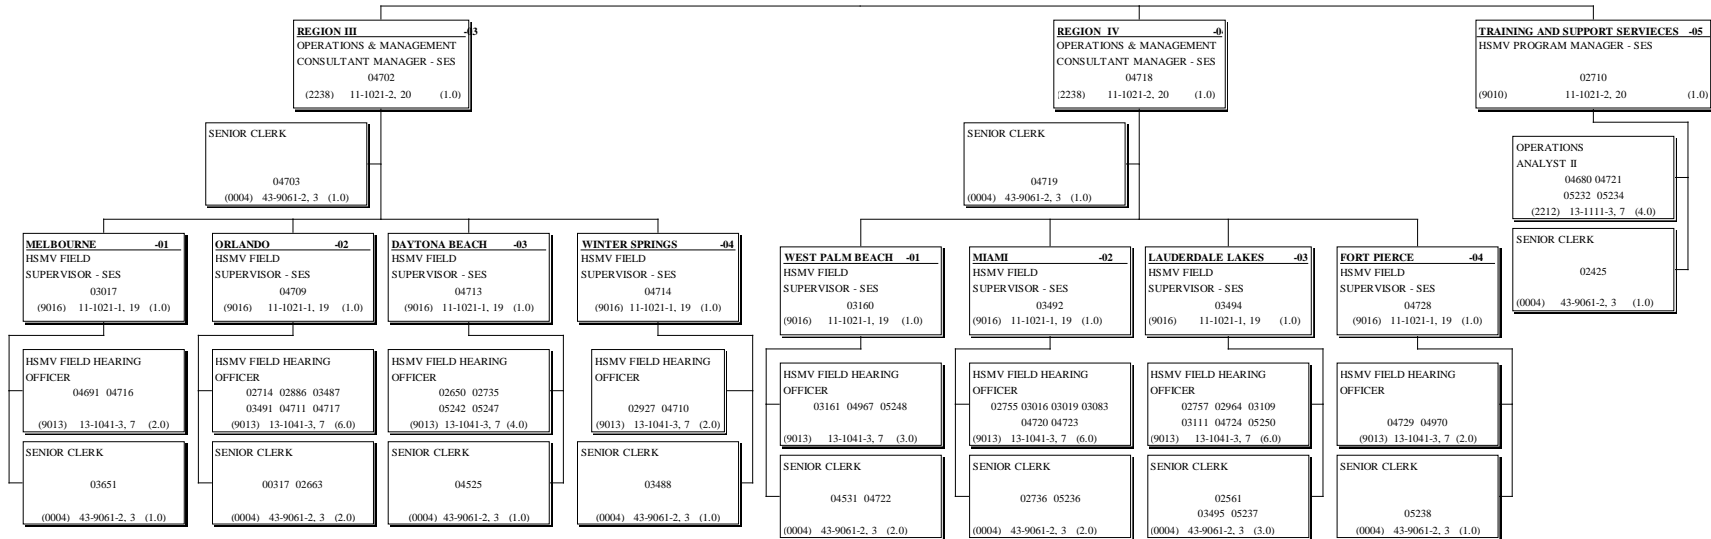 REGION III -03
OPERATIONS & MANAGEMENT
CONSULTANT MANAGER - SES
04702
(2238) 11-1021-2, 20 (1.0)
REGION IV -0
OPERATIONS & MANAGEMENT
CONSULTANT MANAGER - SES
04718
(2238) 11-1021-2, 20 (1.0)
TRAINING AND SUPPORT SERVIECES -05
HSMV PROGRAM MANAGER - SES
02710
(9010) 11-1021-2, 20 (1.0)
SENIOR CLERK
04703
(0004) 43-9061-2, 3 (1.0)
SENIOR CLERK
04719
(0004) 43-9061-2, 3 (1.0)
OPERATIONS
ANALYST II
04680 04721
05232 05234
(2212) 13-1111-3, 7 (4.0)
SENIOR CLERK
02425
(0004) 43-9061-2, 3 (1.0)
MELBOURNE -01
HSMV FIELD
SUPERVISOR - SES
03017
(9016) 11-1021-1, 19 (1.0)
ORLANDO -02
HSMV FIELD
SUPERVISOR - SES
04709
(9016) 11-1021-1, 19 (1.0)
DAYTONA BEACH -03
HSMV FIELD
SUPERVISOR - SES
04713
(9016) 11-1021-1, 19 (1.0)
WINTER SPRINGS -04
HSMV FIELD
SUPERVISOR - SES
04714
(9016) 11-1021-1, 19 (1.0)
WEST PALM BEACH -01
HSMV FIELD
SUPERVISOR - SES
03160
(9016) 11-1021-1, 19 (1.0)
MIAMI -02
HSMV FIELD
SUPERVISOR - SES
03492
(9016) 11-1021-1, 19 (1.0)
LAUDERDALE LAKES -03
HSMV FIELD
SUPERVISOR - SES
03494
(9016) 11-1021-1, 19 (1.0)
FORT PIERCE -04
HSMV FIELD
SUPERVISOR - SES
04728
(9016) 11-1021-1, 19 (1.0)
HSMV FIELD HEARING
OFFICER
04691 04716
(9013) 13-1041-3, 7 (2.0)
HSMV FIELD HEARING
OFFICER
02714 02886 03487
03491 04711 04717
(9013) 13-1041-3, 7 (6.0)
HSMV FIELD HEARING
OFFICER
02650 02735
05242 05247
(9013) 13-1041-3, 7 (4.0)
HSMV FIELD HEARING
OFFICER
02927 04710
(9013) 13-1041-3, 7 (2.0)
HSMV FIELD HEARING
OFFICER
03161 04967 05248
(9013) 13-1041-3, 7 (3.0)
HSMV FIELD HEARING
OFFICER
02755 03016 03019 03083
04720 04723
(9013) 13-1041-3, 7 (6.0)
HSMV FIELD HEARING
OFFICER
02757 02964 03109
03111 04724 05250
(9013) 13-1041-3, 7 (6.0)
HSMV FIELD HEARING
OFFICER
04729 04970
(9013) 13-1041-3, 7 (2.0)
SENIOR CLERK
03651
(0004) 43-9061-2, 3 (1.0)
SENIOR CLERK
00317 02663
(0004) 43-9061-2, 3 (2.0)
SENIOR CLERK
04525
(0004) 43-9061-2, 3 (1.0)
SENIOR CLERK
03488
(0004) 43-9061-2, 3 (1.0)
SENIOR CLERK
04531 04722
(0004) 43-9061-2, 3 (2.0)
SENIOR CLERK
02736 05236
(0004) 43-9061-2, 3 (2.0)
SENIOR CLERK
02561
03495 05237
(0004) 43-9061-2, 3 (3.0)
SENIOR CLERK
05238
(0004) 43-9061-2, 3 (1.0)